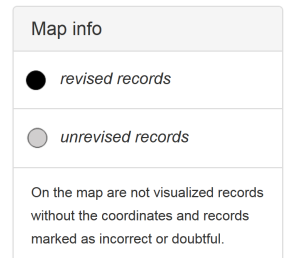 Map info
revised records
unrevised records
On the map are not visualized records
without the coordinates and records
marked as incorrect or doubtful.